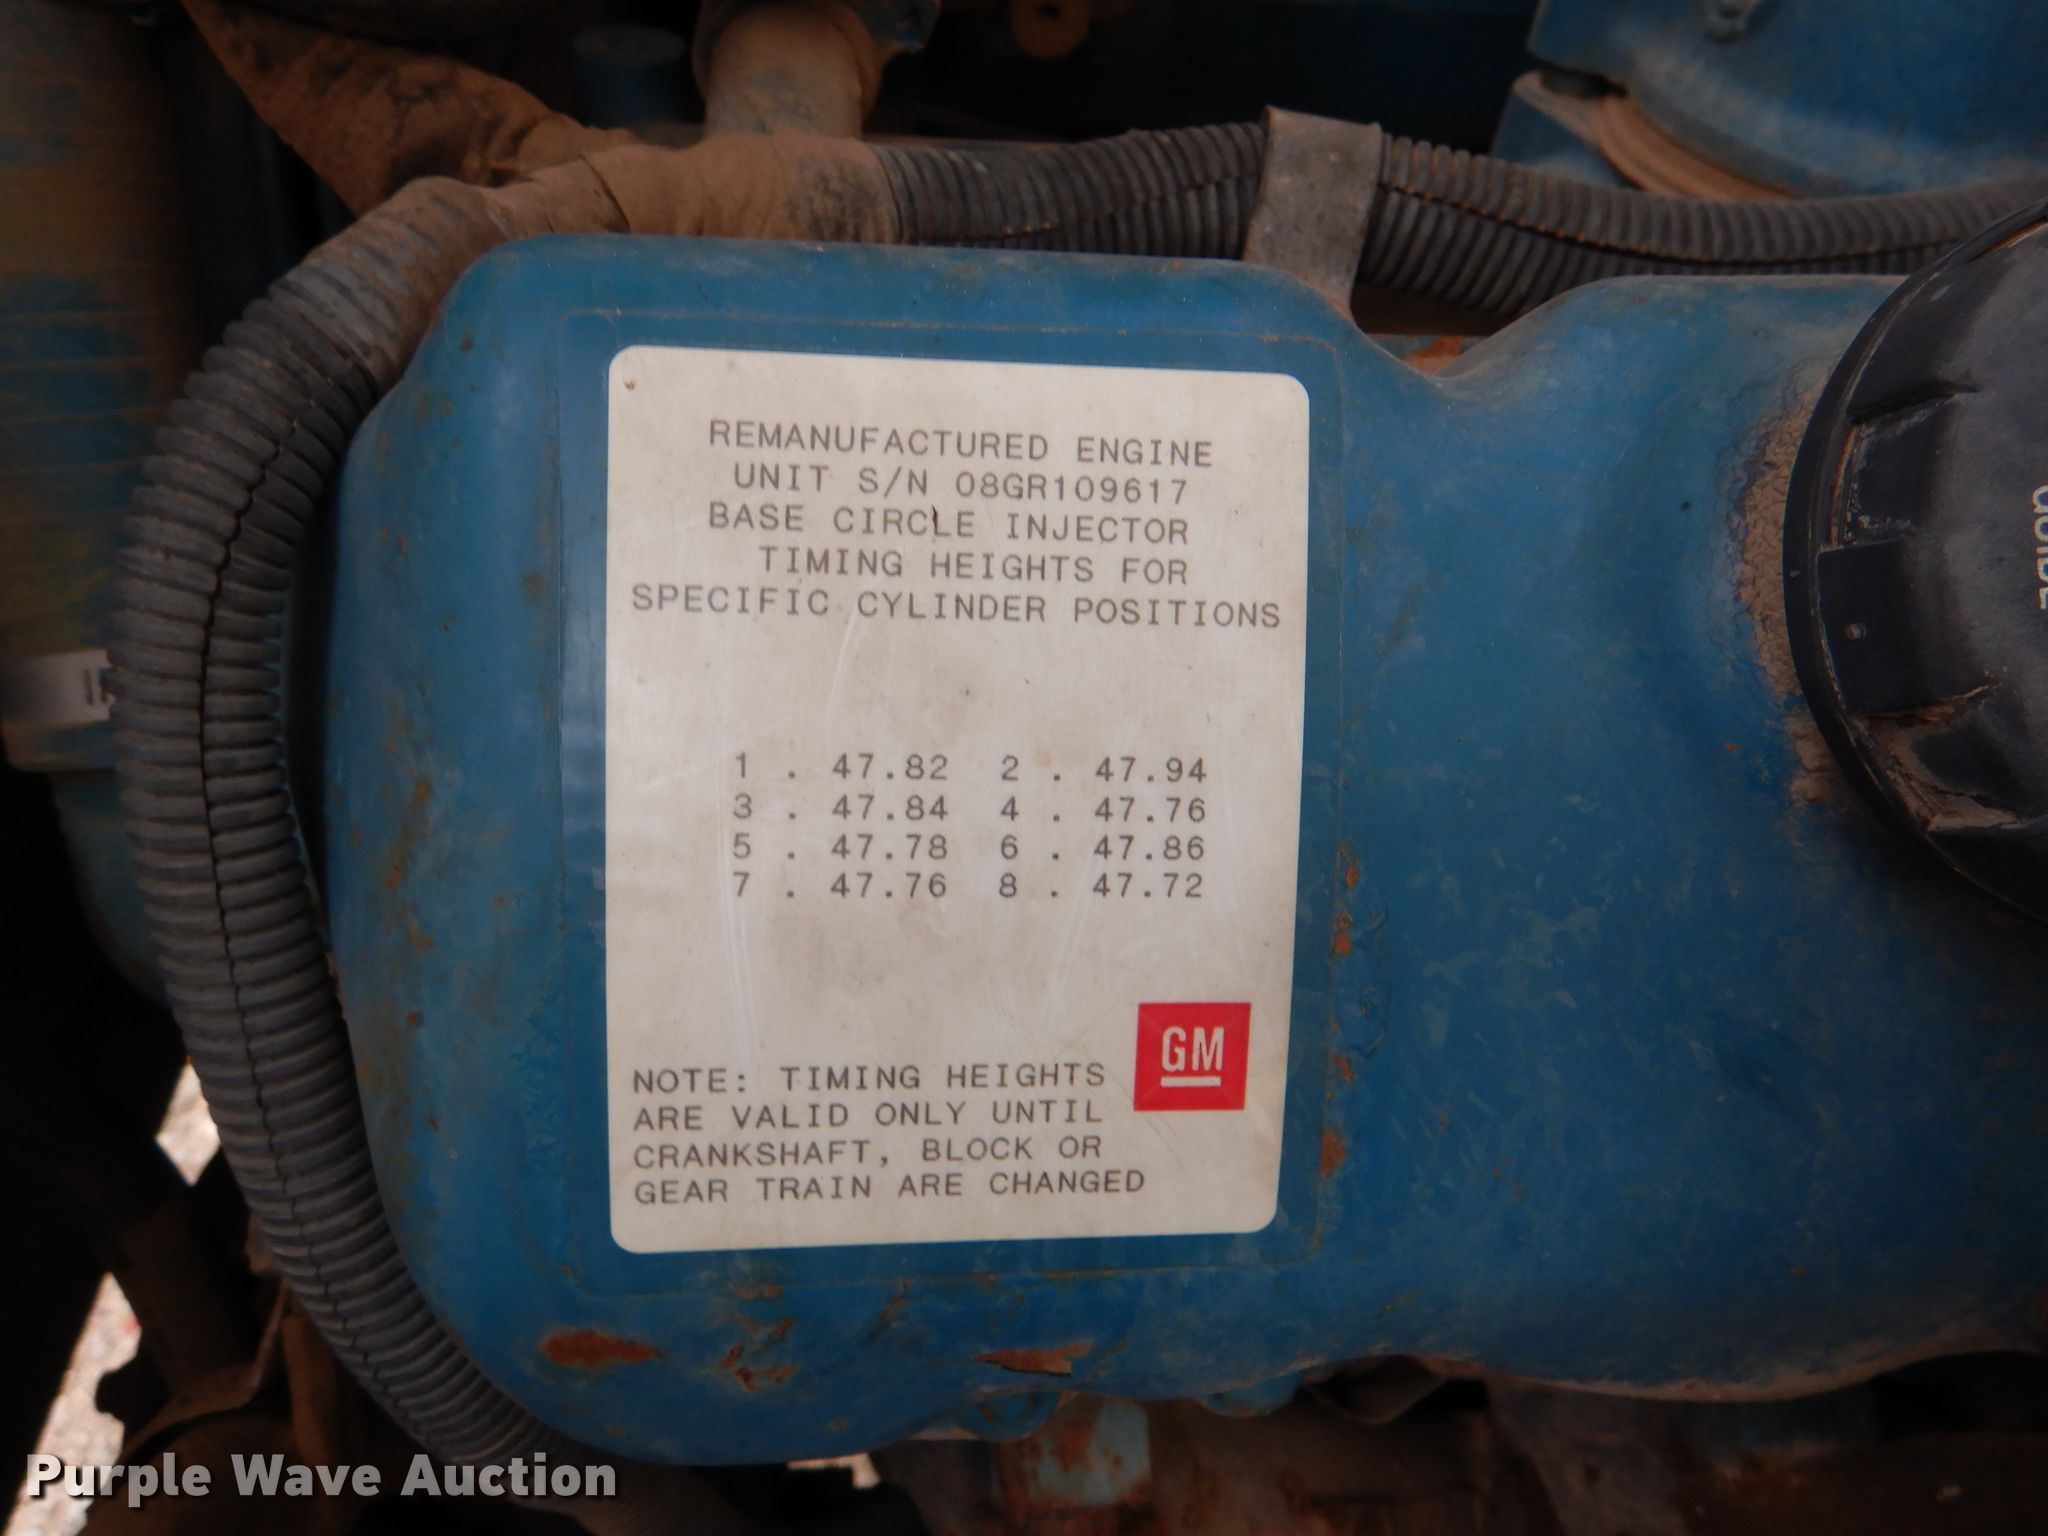 REMANUFACTURED ENGINE
UNIT S/N 08GR109617
BASE CIRCLE INJECTOR
TIMING HEIGHTS FOR
SPECIFIC CYLINDER POSITIONS
1 . 47.82 2 . 47.94
3 . 47.84 4 . 47.76
5 . 47.78 6 . 47.86
7 . 47.76 8 . 47.72
GM
NOTE: TIMING HEIGHTS
ARE VALID ONLY UNTIL
CRANKSHAFT, BLOCK OR
GEAR TRAIN ARE CHANGED
Purple Wave Auction